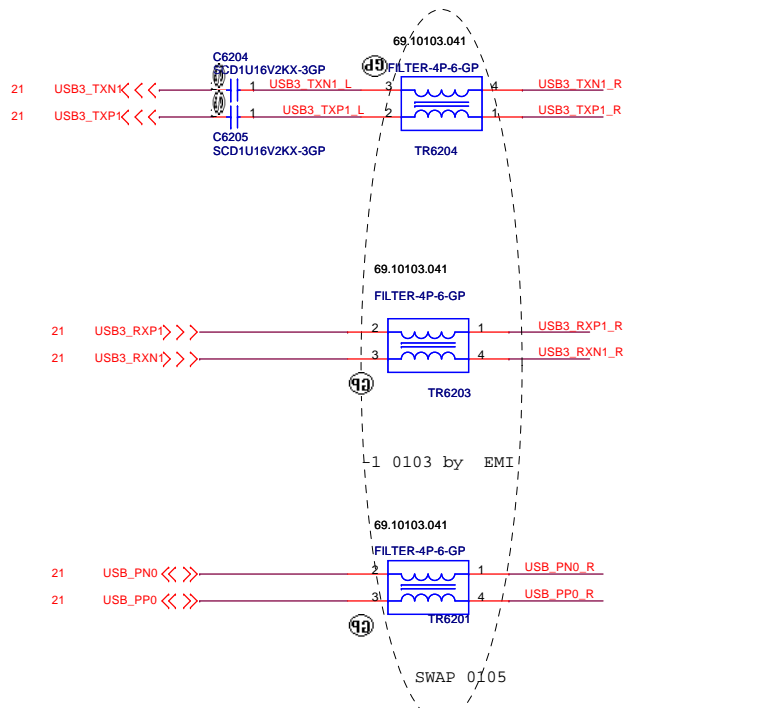 69.10103.041
C6204
SCD1U16V2KX-3GP
GP
FILTER-4P-6-GP
21 USB3_TXN1 1 USB3_TXN1_L 3 4 USB3_TXN1_R
21 USB3_TXP1 1 USB3_TXP1_L 2 1 USB3_TXP1_R
C6205
SCD1U16V2KX-3GP
TR6204
69.10103.041
FILTER-4P-6-GP
21 USB3_RXP1 2 1 USB3_RXP1_R
21 USB3_RXN1 3 4 USB3_RXN1_R
GP
TR6203
-1 0103 by EMI
69.10103.041
FILTER-4P-6-GP
21 USB_PN0 2 1 USB_PN0_R
21 USB_PP0 3 4 USB_PP0_R
GP
TR6201
SWAP 0105